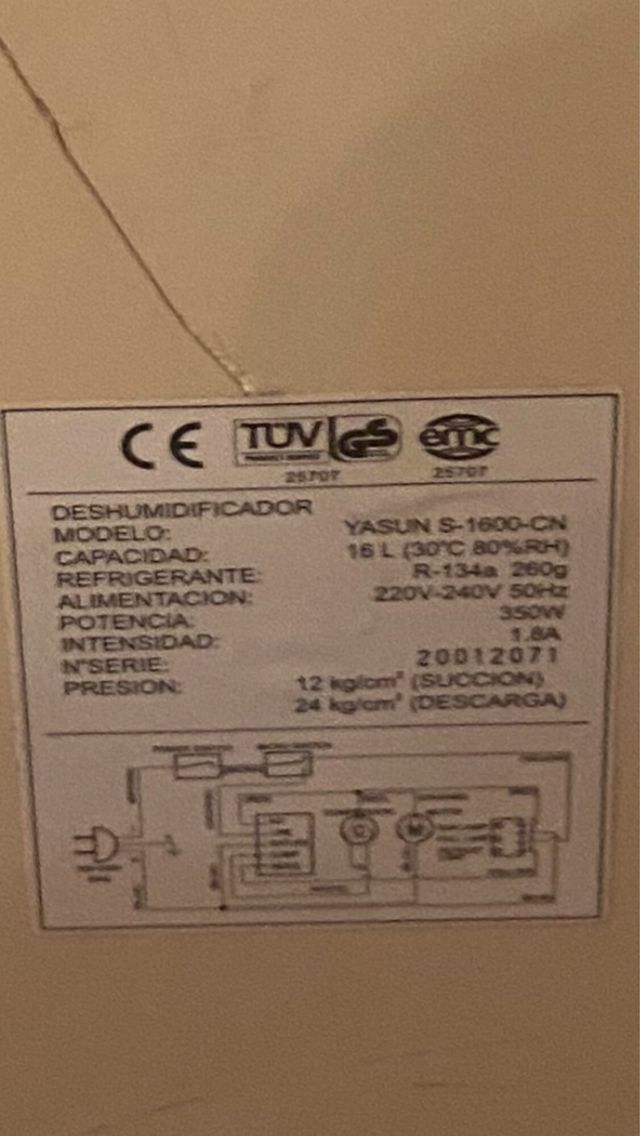 CE TÜV GS emc
25707 25707
DESHUMIDIFICADOR
MODELO: YASUN S-1600-CN
CAPACIDAD: 16 L (30°C 80%RH)
REFRIGERANTE: R-134a 260g
ALIMENTACION: 220V-240V 50Hz
POTENCIA: 350W
INTENSIDAD: 1.8A
N°SERIE: 20012071
PRESION: 12 kg/cm² (SUCCION)
24 kg/cm² (DESCARGA)
C M